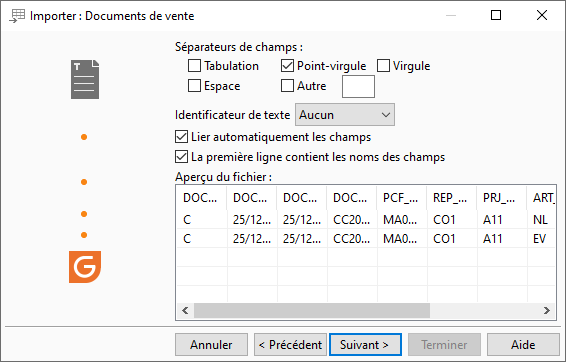 Importer : Documents de vente
Séparateurs de champs :
Tabulation Point-virgule Virgule
Espace Autre
Identificateur de texte Aucun
Lier automatiquement les champs
La première ligne contient les noms des champs
Aperçu du fichier :
DOC... DOC... DOC... DOC... PCF_... REP_... PRJ_... ART_
C 25/12... 25/12... CC20... MA0... CO1 A11 NL
C 25/12... 25/12... CC20... MA0... CO1 A11 EV
Annuler < Précédent Suivant > Terminer Aide